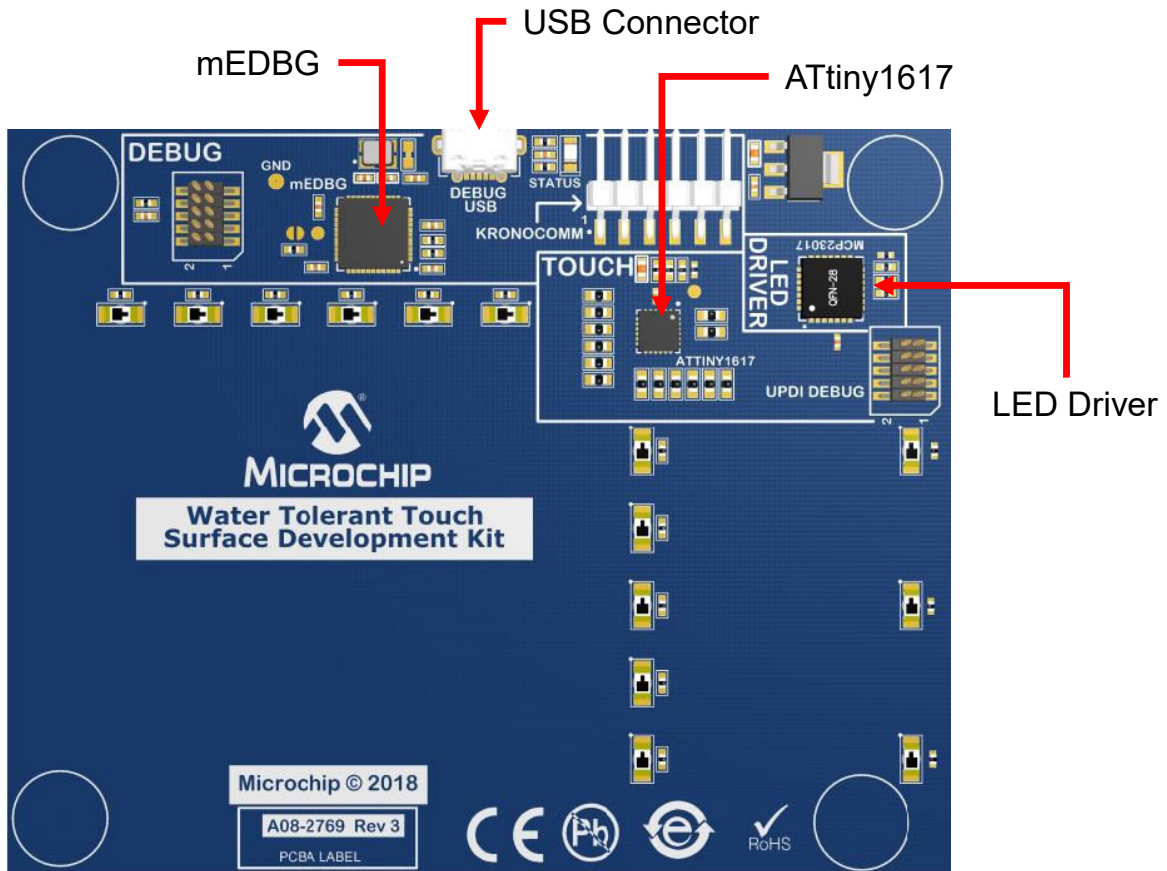 USB Connector
mEDBG
ATtiny1617
DEBUG
GND
mEDBG
DEBUG
USB
STATUS
1
KRONOCOMM
2
1
TOUCH
LED
DRIVER
MCP23017
QFN-28
ATTINY1617
UPDI DEBUG
2
1
LED Driver
®
MICROCHIP
Water Tolerant Touch
Surface Development Kit
Microchip © 2018
A08-2769 Rev 3
PCBA LABEL
CE
Pb
e
RoHS